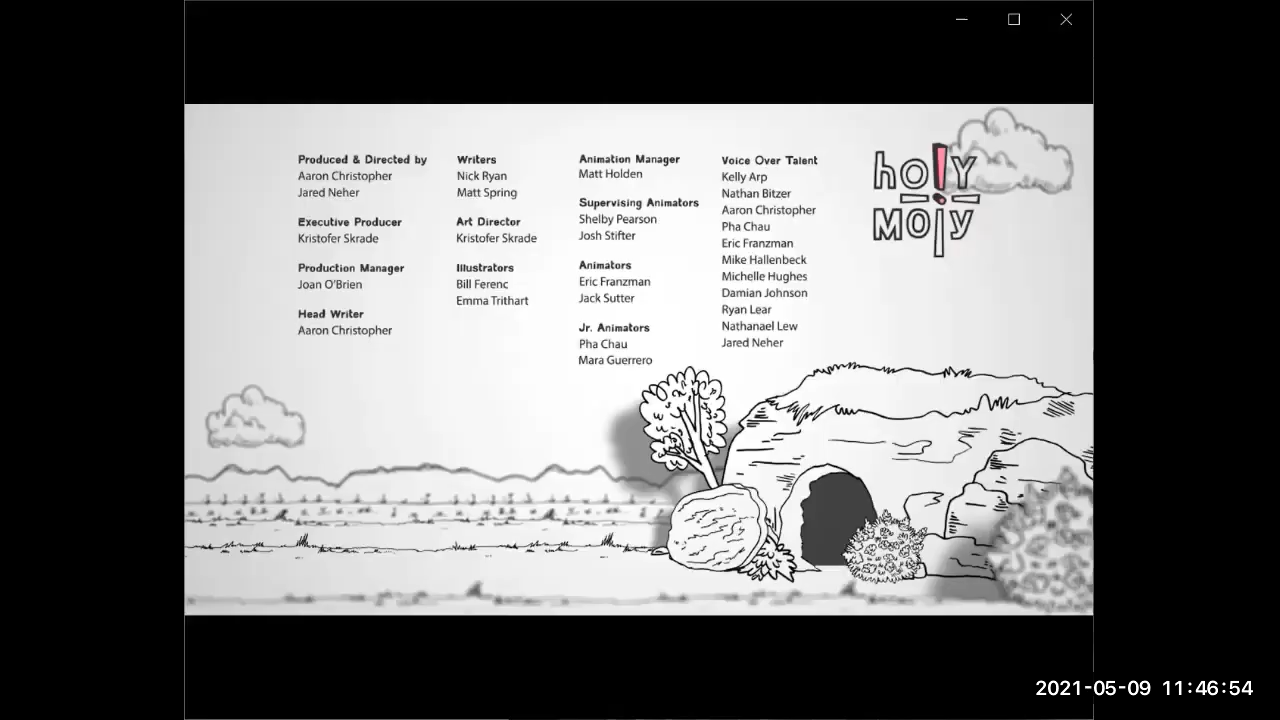 Produced & Directed by
Aaron Christopher
Jared Neher
Executive Producer
Kristofer Skrade
Production Manager
Joan O'Brien
Head Writer
Aaron Christopher
Writers
Nick Ryan
Matt Spring
Art Director
Kristofer Skrade
Illustrators
Bill Ferenc
Emma Trithart
Animation Manager
Matt Holden
Supervising Animators
Shelby Pearson
Josh Stifter
Animators
Eric Franzman
Jack Sutter
Jr. Animators
Pha Chau
Mara Guerrero
Voice Over Talent
Kelly Arp
Nathan Bitzer
Aaron Christopher
Pha Chau
Eric Franzman
Mike Hallenbeck
Michelle Hughes
Damian Johnson
Ryan Lear
Nathanael Lew
Jared Neher
ho!y
Moly
2021-05-09 11:46:54